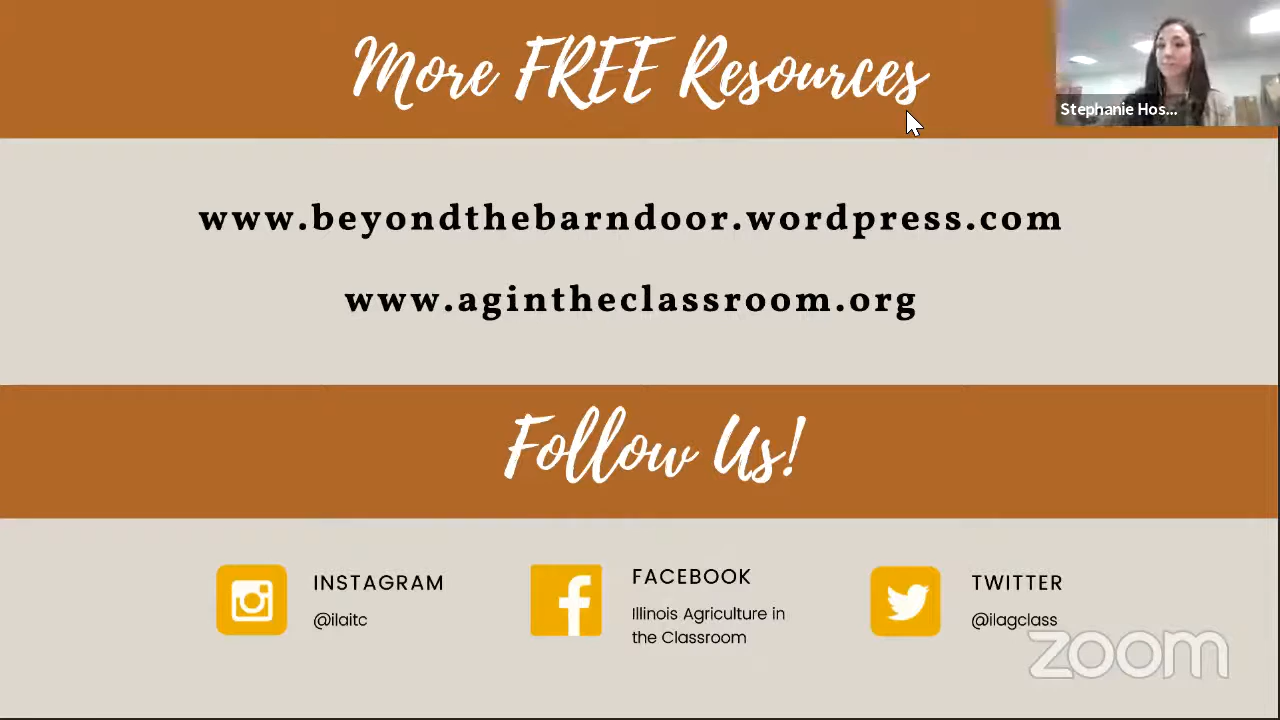 More FREE Resources
Stephanie Hos...
www.beyondthebarndoor.wordpress.com
www.agintheclassroom.org
Follow Us!
INSTAGRAM
@ilaitc
FACEBOOK
Illinois Agriculture in
the Classroom
TWITTER
@ilagclass
zoom